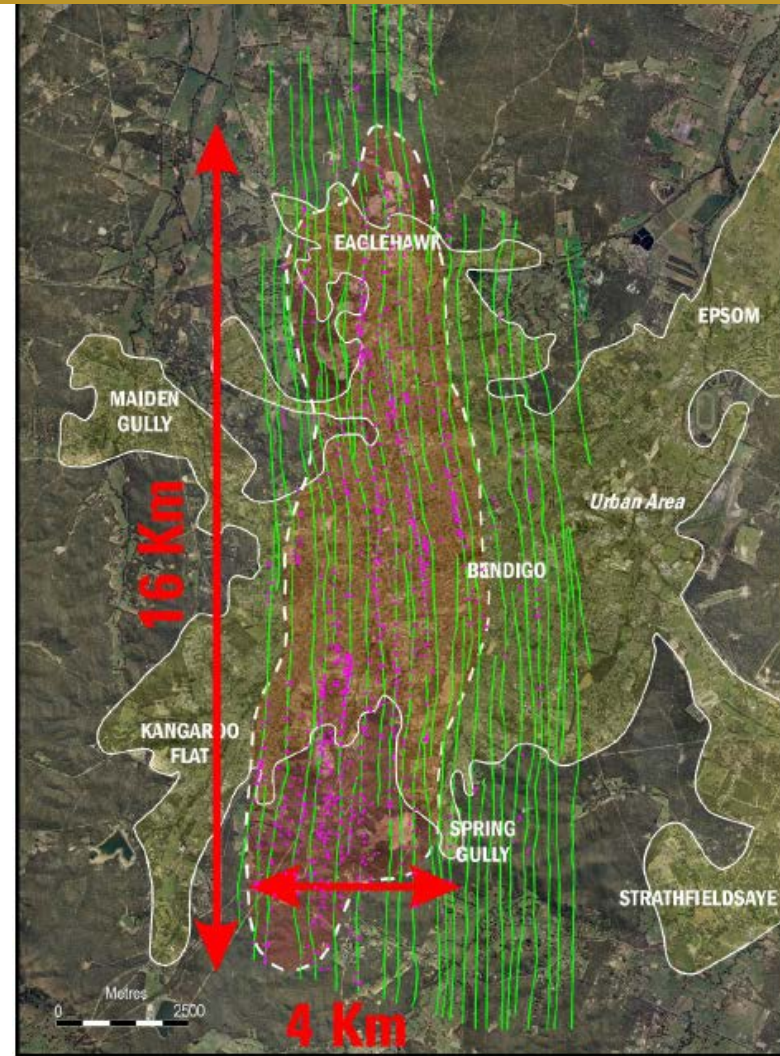 EAGLEHAWK
EPSOM
MAIDEN
GULLY
Urban Area
16 Km
BENDIGO
KANGAROO
FLAT
SPRING
GULLY
STRATHFIELDSAYE
Metres
0 2500
4 Km